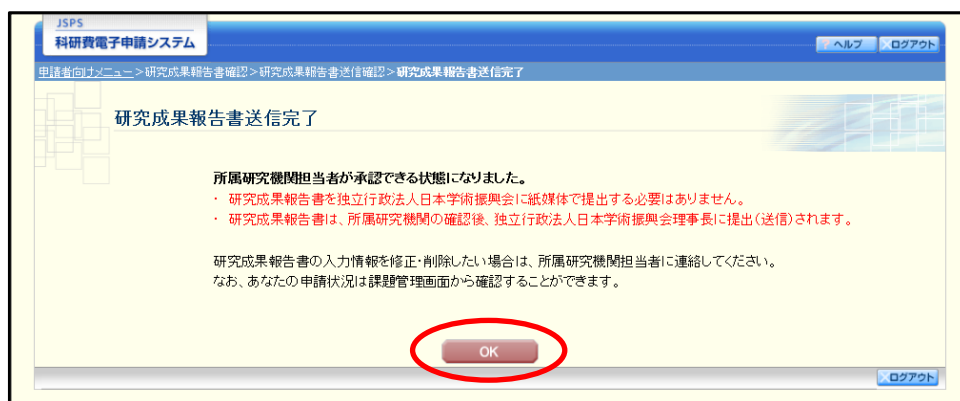 JSPS
科研費電子申請システム
? ヘルプ
×ログアウト
申請者向けメニュー>研究成果報告書確認>研究成果報告書送信確認>研究成果報告書送信完了
研究成果報告書送信完了
所属研究機関担当者が承認できる状態になりました。
・ 研究成果報告書を独立行政法人日本学術振興会に紙媒体で提出する必要はありません。
・ 研究成果報告書は、所属研究機関の確認後、独立行政法人日本学術振興会理事長に提出(送信)されます。
研究成果報告書の入力情報を修正・削除したい場合は、所属研究機関担当者に連絡してください。
なお、あなたの申請状況は課題管理画面から確認することができます。
OK
×ログアウト